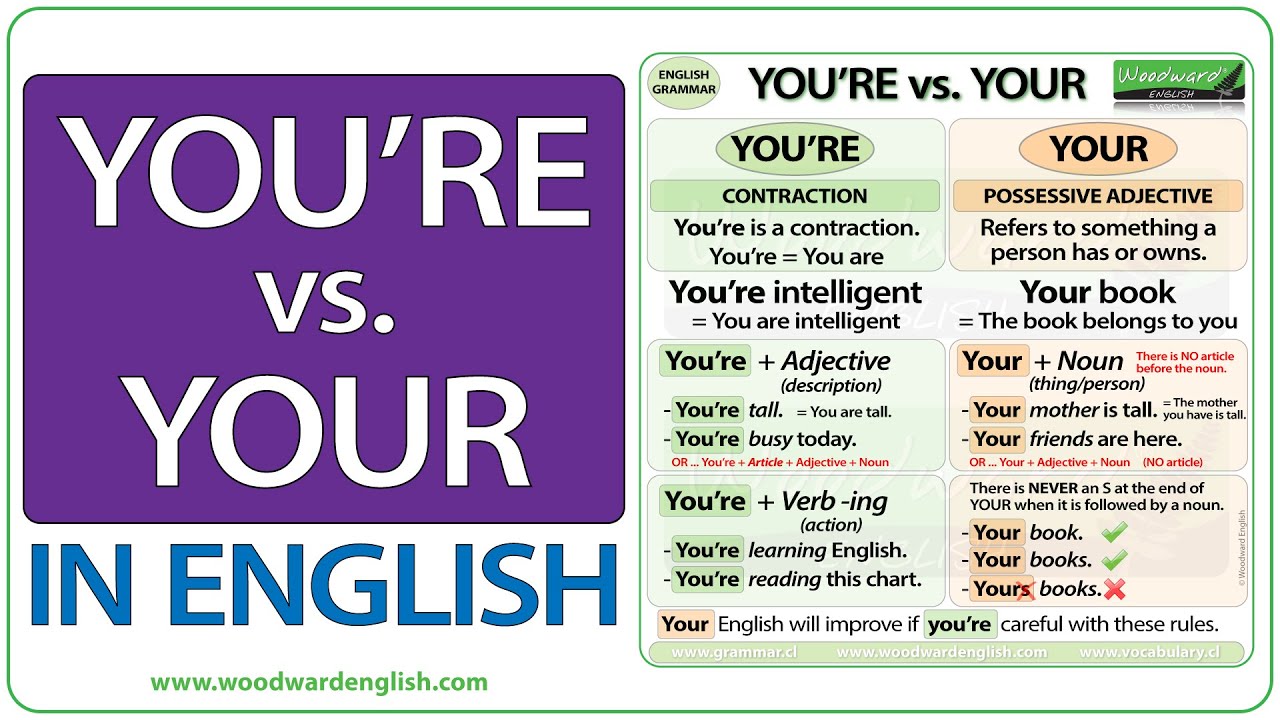 YOU’RE
vs.
YOUR
IN ENGLISH
www.woodwardenglish.com
ENGLISH
GRAMMAR
YOU’RE vs. YOUR
Woodward®
ENGLISH
YOU’RE
CONTRACTION
You’re is a contraction.
You’re = You are
You’re intelligent
= You are intelligent
You’re + Adjective
(description)
- You’re tall. = You are tall.
- You’re busy today.
OR ... You’re + Article + Adjective + Noun
You’re + Verb -ing
(action)
- You’re learning English.
- You’re reading this chart.
YOUR
POSSESSIVE ADJECTIVE
Refers to something a
person has or owns.
Your book
= The book belongs to you
Your + Noun
There is NO article
before the noun.
(thing/person)
- Your mother is tall.
= The mother
you have is tall.
- Your friends are here.
OR ... Your + Adjective + Noun (NO article)
There is NEVER an S at the end of
YOUR when it is followed by a noun.
- Your book.
- Your books.
- Yours books.
© Woodward English
Your English will improve if you’re careful with these rules.
www.grammar.cl www.woodwardenglish.com www.vocabulary.cl